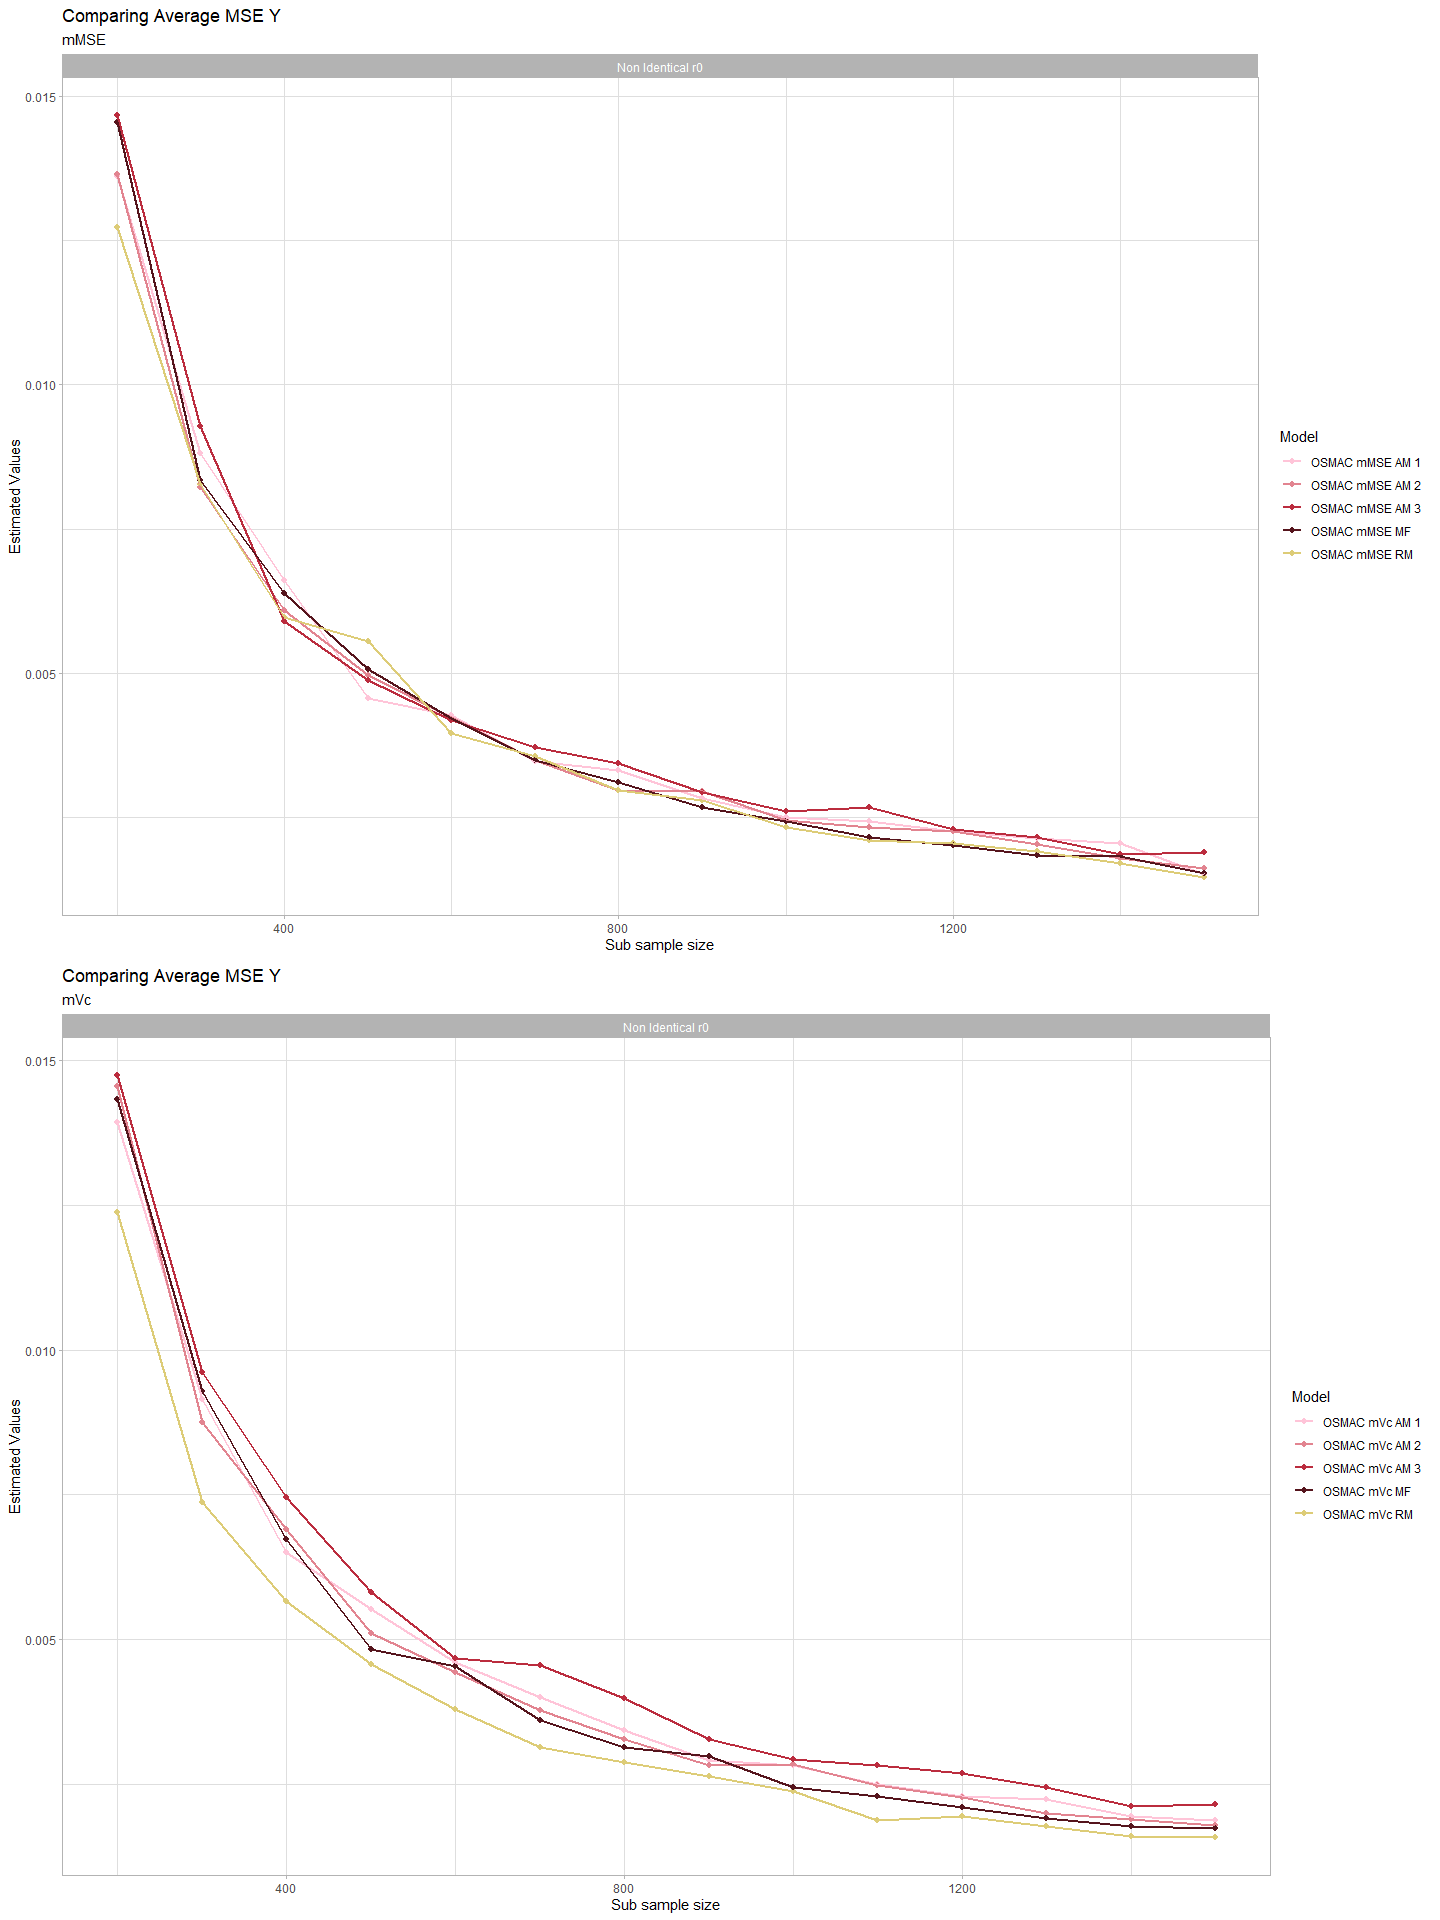 Comparing Average MSE Y
mMSE
Non Identical r0
0.015
0.010
0.005
Estimated Values
400
800
1200
Sub sample size
Model
OSMAC mMSE AM 1
OSMAC mMSE AM 2
OSMAC mMSE AM 3
OSMAC mMSE MF
OSMAC mMSE RM
Comparing Average MSE Y
mVc
Non Identical r0
0.015
0.010
0.005
Estimated Values
400
800
1200
Sub sample size
Model
OSMAC mVc AM 1
OSMAC mVc AM 2
OSMAC mVc AM 3
OSMAC mVc MF
OSMAC mVc RM